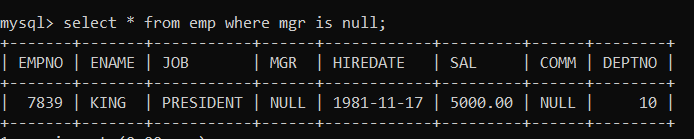 mysql> select * from emp where mgr is null;
+-------+-------+-----------+------+------------+---------+------+--------+
| EMPNO | ENAME | JOB       | MGR  | HIREDATE   | SAL     | COMM | DEPTNO |
+-------+-------+-----------+------+------------+---------+------+--------+
|  7839 | KING  | PRESIDENT | NULL | 1981-11-17 | 5000.00 | NULL |     10 |
+-------+-------+-----------+------+------------+---------+------+--------+